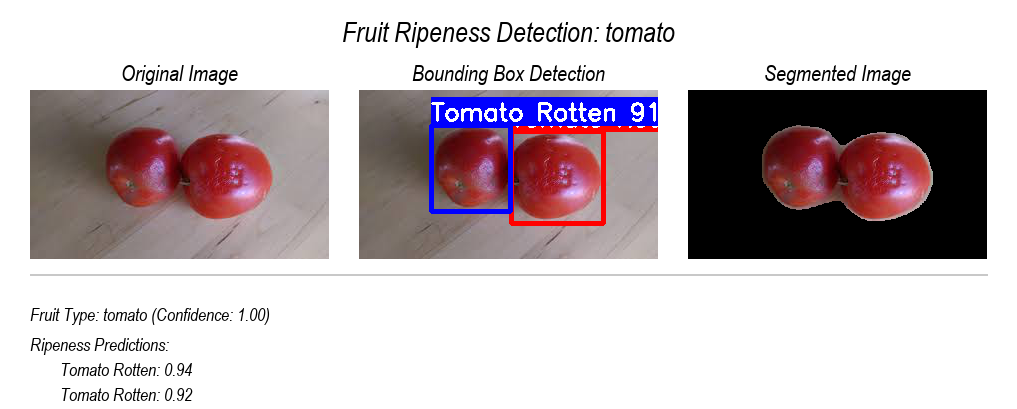 Fruit Ripeness Detection: tomato
Original Image
Bounding Box Detection
Segmented Image
Tomato Rotten 91
Fruit Type: tomato (Confidence: 1.00)
Ripeness Predictions:
Tomato Rotten: 0.94
Tomato Rotten: 0.92